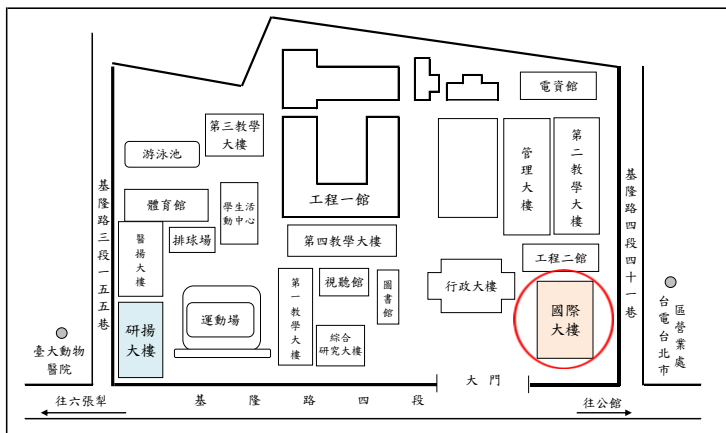 電資館
第三教學
大樓
游泳池
管理大樓
第二教學大樓
體育館
學生活
動中心
工程一館
排球場
醫揚大樓
第四教學大樓
工程二館
基隆路三段一五五巷
基隆路四段四十一巷
第一教學大樓
視聽館
圖書館
行政大樓
國際
大樓
研揚
大樓
運動場
綜合
研究大樓
臺大動物
醫院
台電台北市
區營業處
大門
往六張犁
基隆路四段
往公館